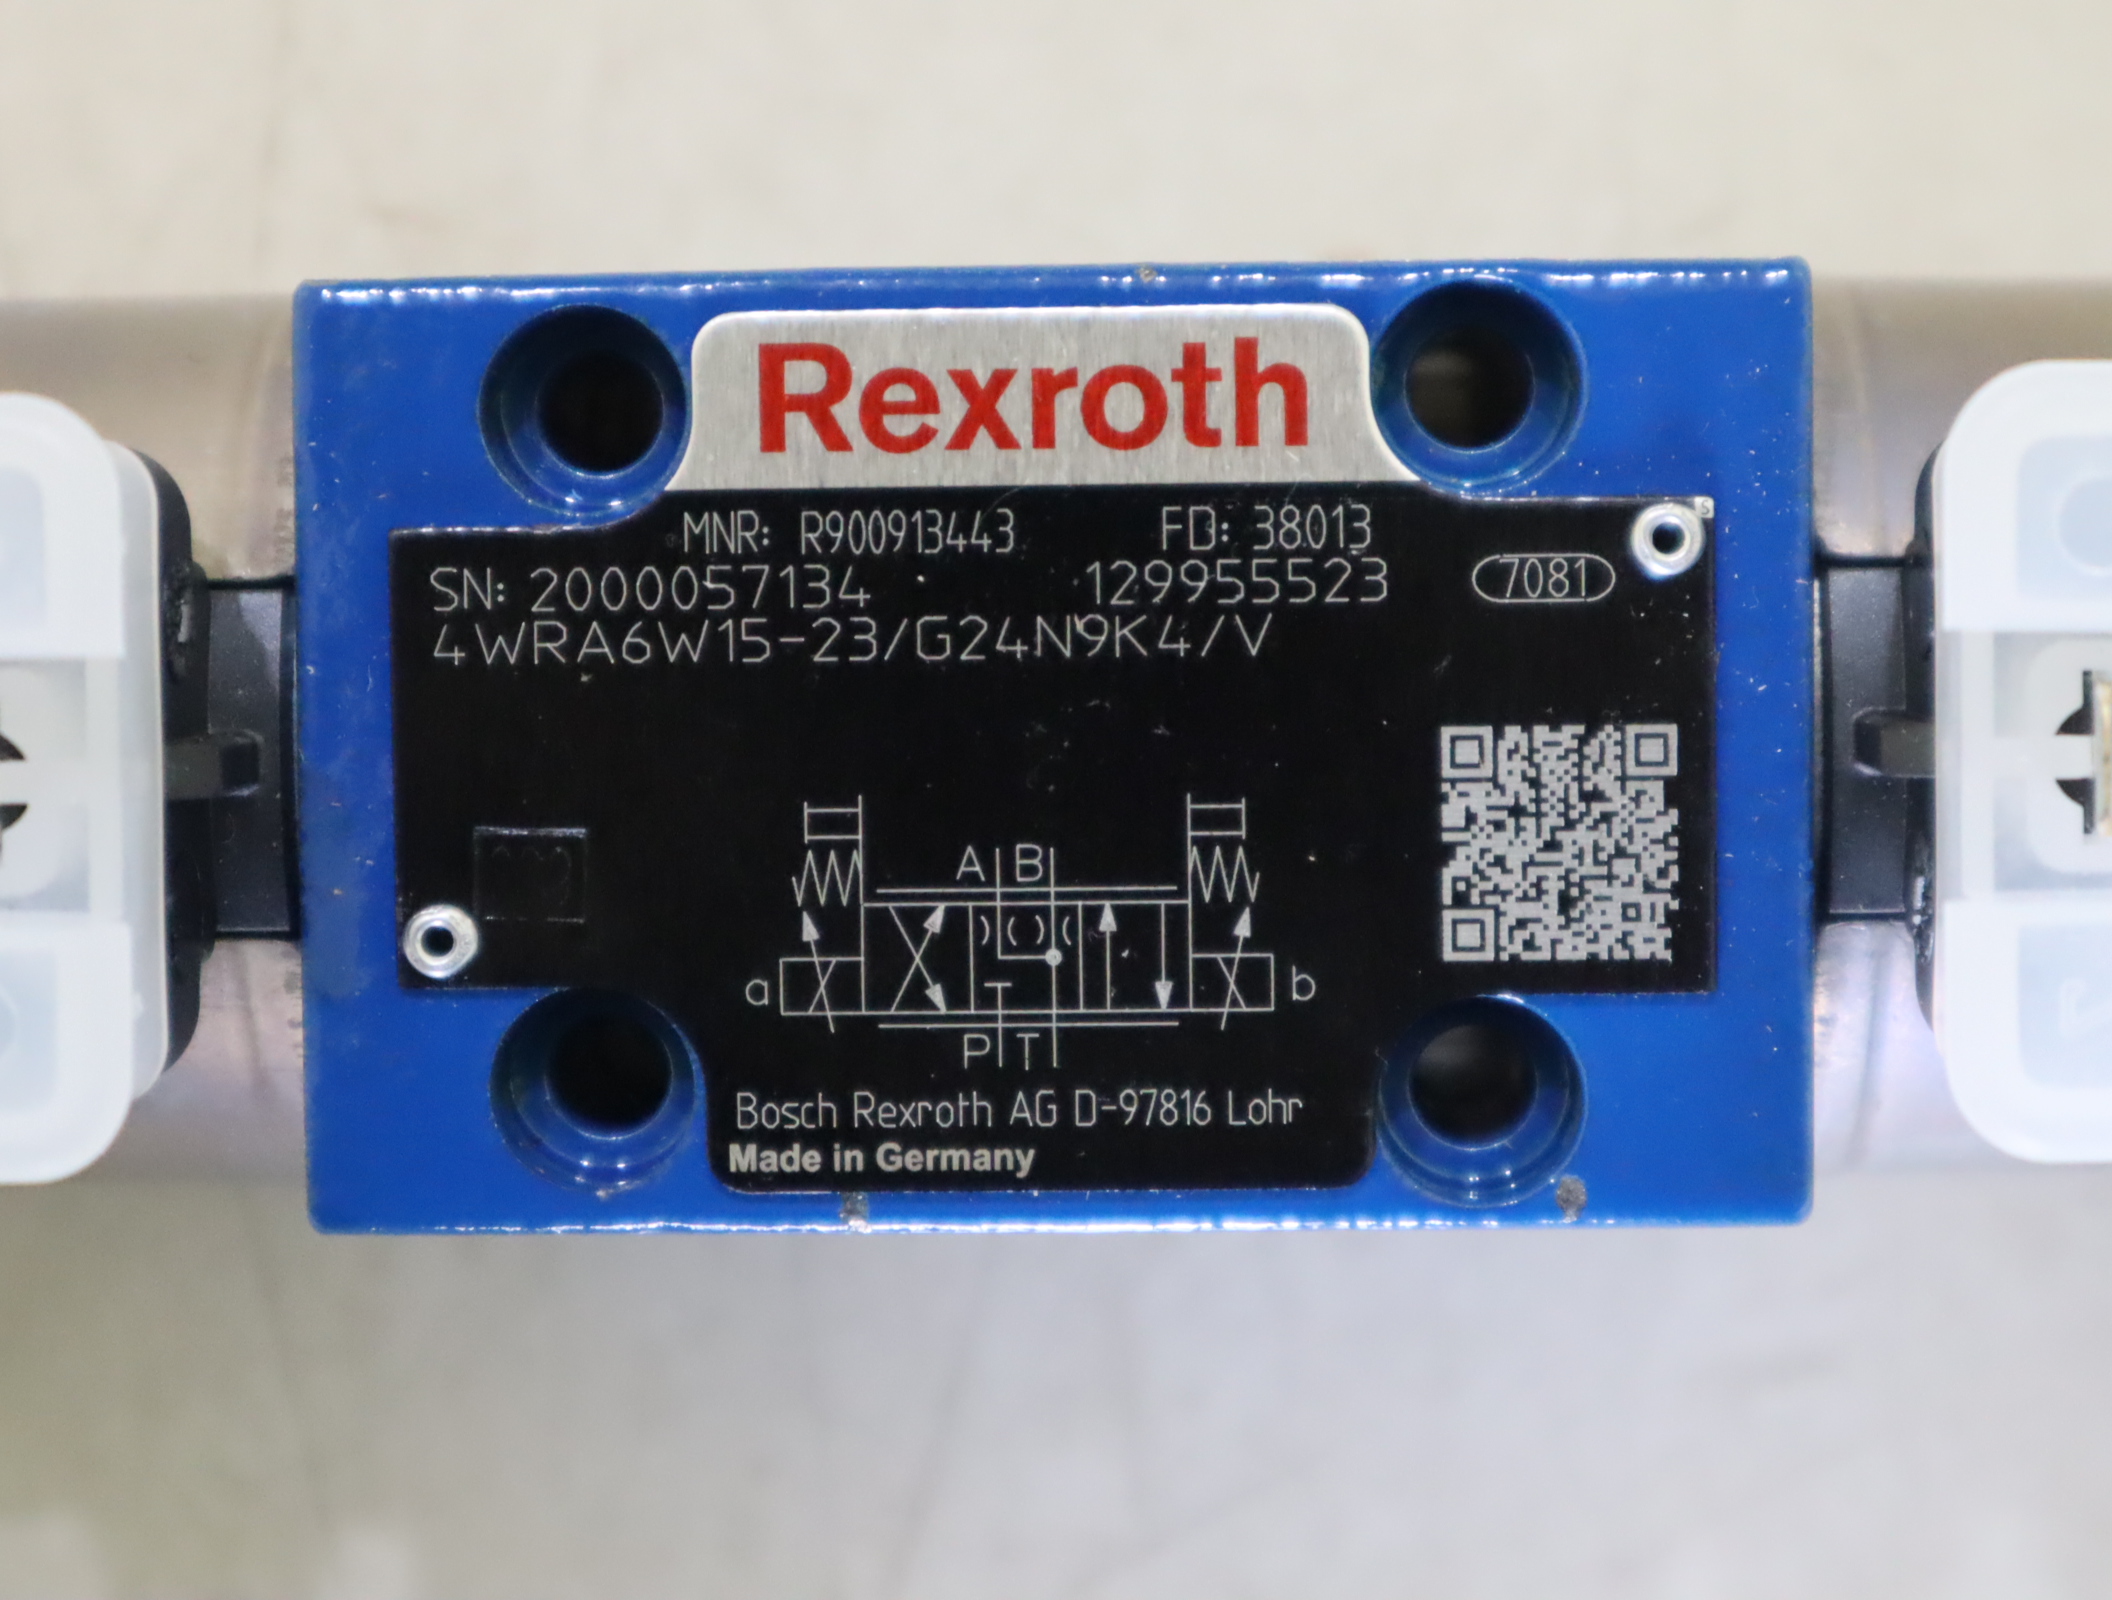 Rexroth
MNR: R900913443 FD: 38013
SN: 2000057134 129955523 7081
4WRA6W15-23/G24N9K4/V
A B
a b
P T
Bosch Rexroth AG D-97816 Lohr
Made in Germany